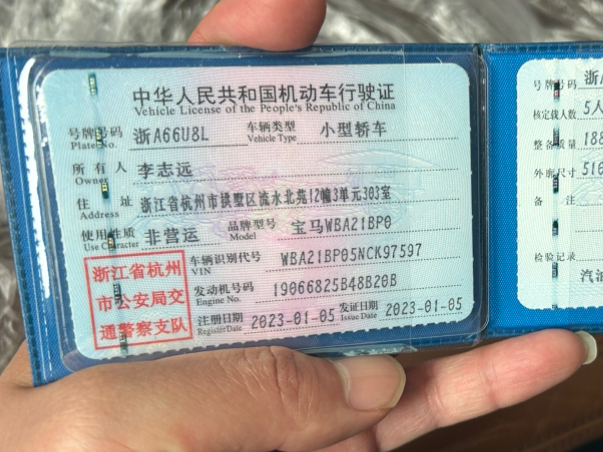 中华人民共和国机动车行驶证
Vehicle License of the People's Republic of China
号牌号码 浙A66U8L 车辆类型 小型轿车
Plate No. Vehicle Type
所有人 李志远
Owner
住址 浙江省杭州市拱墅区流水北苑12幢3单元303室
Address
使用性质 非营运 品牌型号 宝马WBA21BP0
Use Character Model
浙江省杭州
市公安局交
通警察支队
车辆识别代号 WBA21BP05NCK97597
VIN
发动机号码 19066825B48B20B
Engine No.
注册日期 2023-01-05 发证日期 2023-01-05
Register Date Issue Date
号牌号码 浙
核定载人数 5人
整备质量 188
外廓尺寸 516
备注
检验记录
汽油